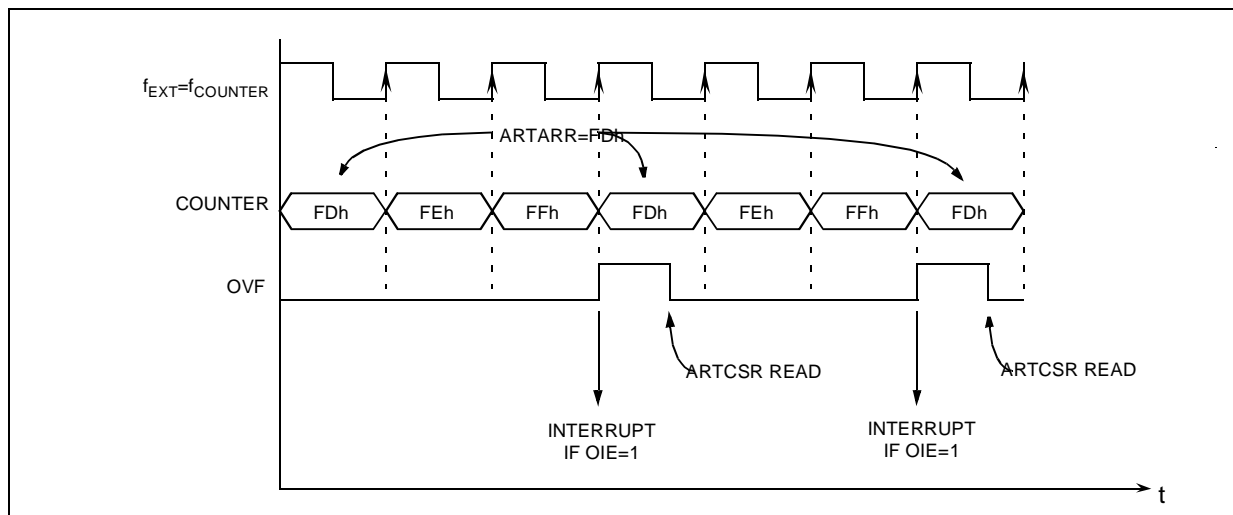 fEXT=fCOUNTER
ARTARR=FDh
COUNTER FDh FEh FFh FDh FEh FFh FDh
OVF
ARTCSR READ ARTCSR READ
INTERRUPT INTERRUPT
IF OIE=1 IF OIE=1
t